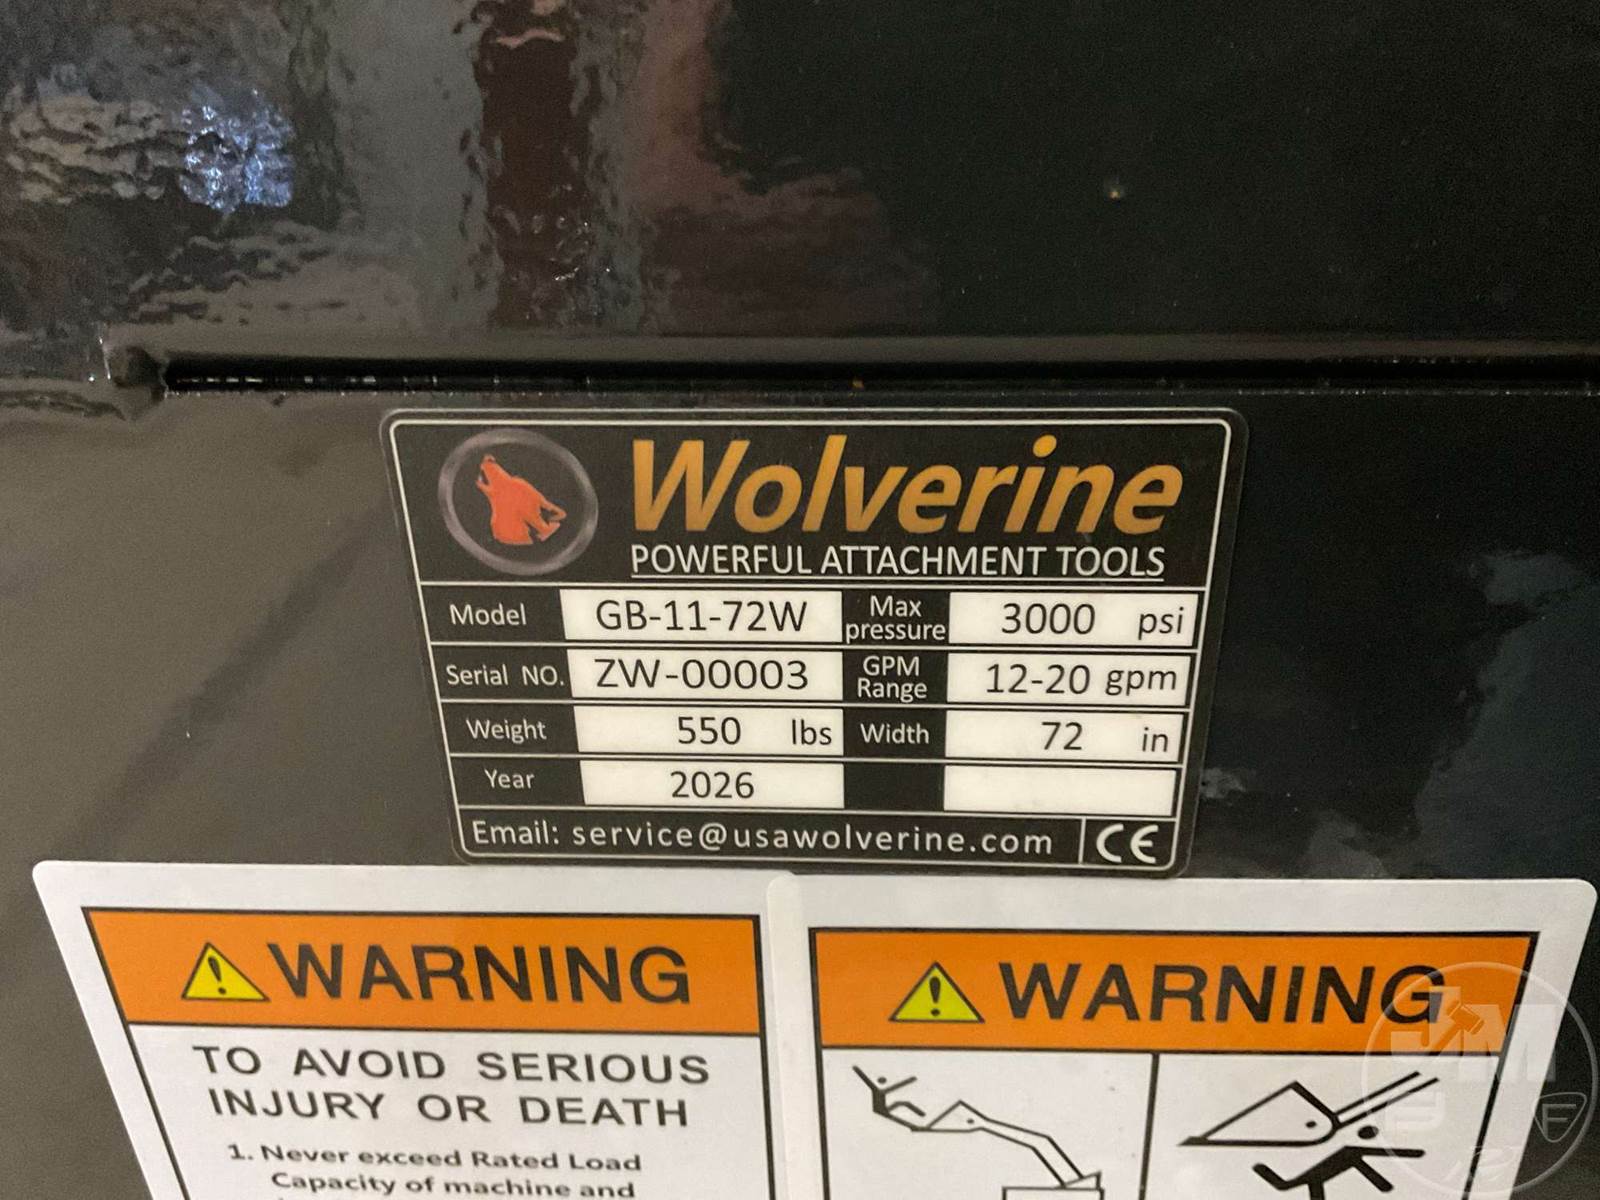 Wolverine
POWERFUL ATTACHMENT TOOLS
Model GB-11-72W Max pressure 3000 psi
Serial NO. ZW-00003 GPM Range 12-20 gpm
Weight 550 lbs Width 72 in
Year 2026
Email: service@usawolverine.com CE
WARNING
TO AVOID SERIOUS
INJURY OR DEATH
1. Never exceed Rated Load
Capacity of machine and
WARNING
JM